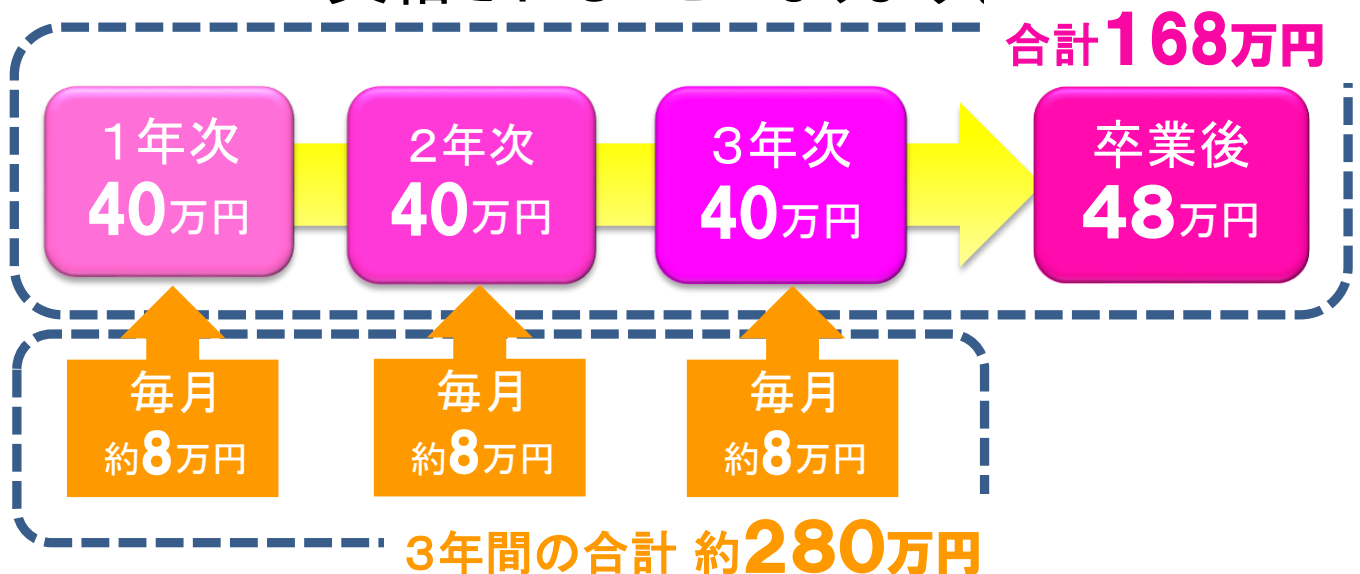 合計168万円
1年次
40万円
2年次
40万円
3年次
40万円
卒業後
48万円
毎月
約8万円
毎月
約8万円
毎月
約8万円
3年間の合計 約280万円